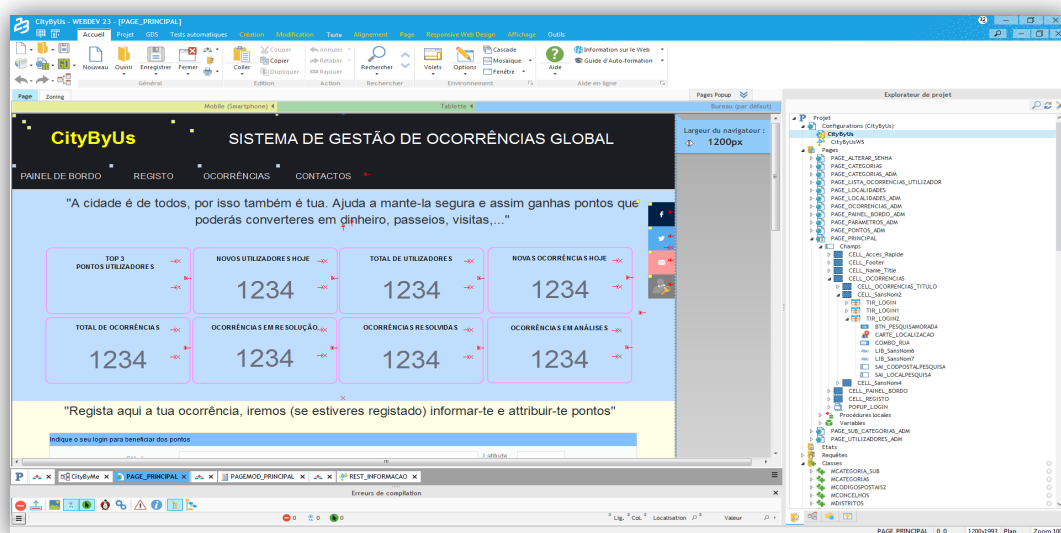 CityByUs - WEBDEV 23 - [PAGE_PRINCIPAL]
Accueil Projet GDS Tests automatiques Création Modification Texte Alignement Page Responsive Web Design Affichage Outils
Nouveau Ouvrir Enregistrer Fermer
Général
Coller Couper Copier Dupliquer
Edition
Annuler Rétablir Rejouer
Action
Rechercher
Rechercher
Volets Options Cascade Mosaïque Fenêtre
Environnement
Aide Information sur le Web Guide d'Auto-formation
Aide en ligne
Page Zoning Pages Popup
Mobile (Smartphone) Tablette Bureau (par défaut)
Largeur du navigateur :
1200px
CityByUs SISTEMA DE GESTÃO DE OCORRÊNCIAS GLOBAL
PAINEL DE BORDO REGISTO OCORRÊNCIAS CONTACTOS
"A cidade é de todos, por isso também é tua. Ajuda a mante-la segura e assim ganhas pontos que
poderás converteres em dinheiro, passeios, visitas,..."
TOP 3
PONTOS UTILIZADORES
NOVOS UTILIZADORES HOJE
1234
TOTAL DE UTILIZADORES
1234
NOVAS OCORRÊNCIAS HOJE
1234
TOTAL DE OCORRÊNCIAS
1234
OCORRÊNCIAS EM RESOLUÇÃO
1234
OCORRÊNCIAS RESOLVIDAS
1234
OCORRÊNCIAS EM ANÁLISES
1234
"Regista aqui a tua ocorrência, iremos (se estiveres registado) informar-te e attribuir-te pontos"
Indique o seu login para beneficiar dos pontos
Latitude
CityByMe PAGE_PRINCIPAL PAGEMOD_PRINCIPAL REST_INFORMACAO
Erreurs de compilation
0 0 0 Lig. Col. Localisation Valeur
Explorateur de projet
Projet
Configurations (CityByUs)
CityByUs
CityByUsWS
Pages
PAGE_ALTERAR_SENHA
PAGE_CATEGORIAS
PAGE_CATEGORIAS_ADM
PAGE_LISTA_OCORRENCIAS_UTILIZADOR
PAGE_LOCALIDADES
PAGE_LOCALIDADES_ADM
PAGE_OCORRENCIAS_ADM
PAGE_PAINEL_BORDO_ADM
PAGE_PARAMETROS_ADM
PAGE_PONTOS_ADM
PAGE_PRINCIPAL
Champs
CELL_Acces_Rapide
CELL_Footer
CELL_Name_Title
CELL_OCORRENCIAS
CELL_OCORRENCIAS_TITULO
CELL_SansNom2
TIR_LOGIN
TIR_LOGIN1
TIR_LOGIN2
BTN_PESQUISAMORADA
CARTE_LOCALIZACAO
COMBO_RUA
LIB_SansNom6
LIB_SansNom7
SAI_CODPOSTALPESQUISA
SAI_LOCALPESQUISA
CELL_SansNom4
CELL_PAINEL_BORDO
CELL_REGISTO
POPUP_LOGIN
Procédures locales
Variables
PAGE_SUB_CATEGORIAS_ADM
PAGE_UTILIZADORES_ADM
Etats
Requêtes
Classes
MCATEGORIA_SUB
MCATEGORIAS
MCODIGOSPOSTAIS2
MCONCELHOS
MDISTRITOS
PAGE_PRINCIPAL 0 0 1200x1993 Plan Zoom 100